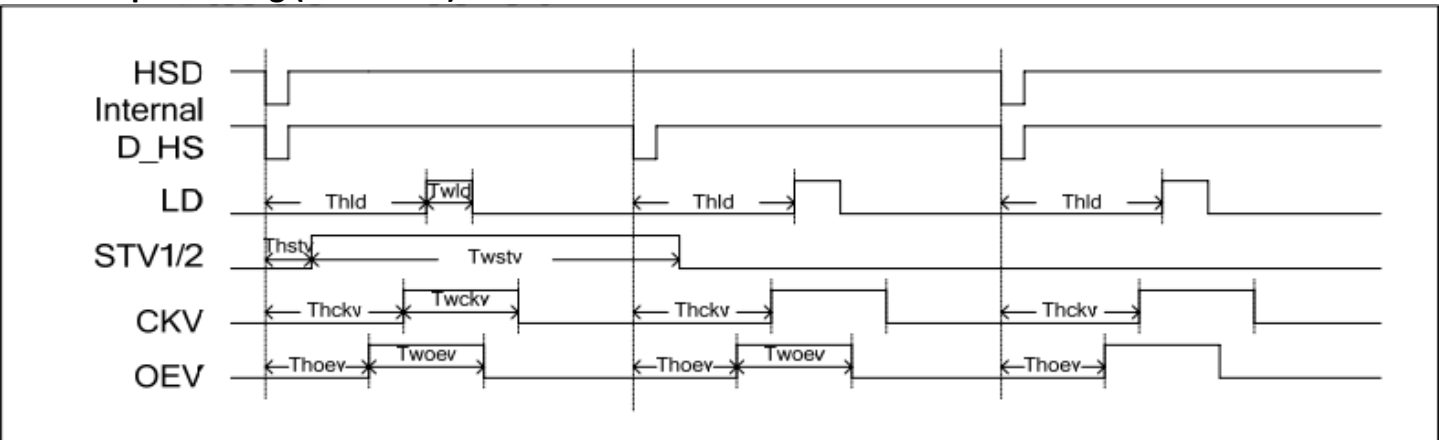 HSD
Internal
D_HS
LD Thld Twld Thld Thld
STV1/2 Thstv Twstv
CKV Thckv Twckv Thckv Thckv
OEV Thoev Twoev Thoev Twoev Thoev